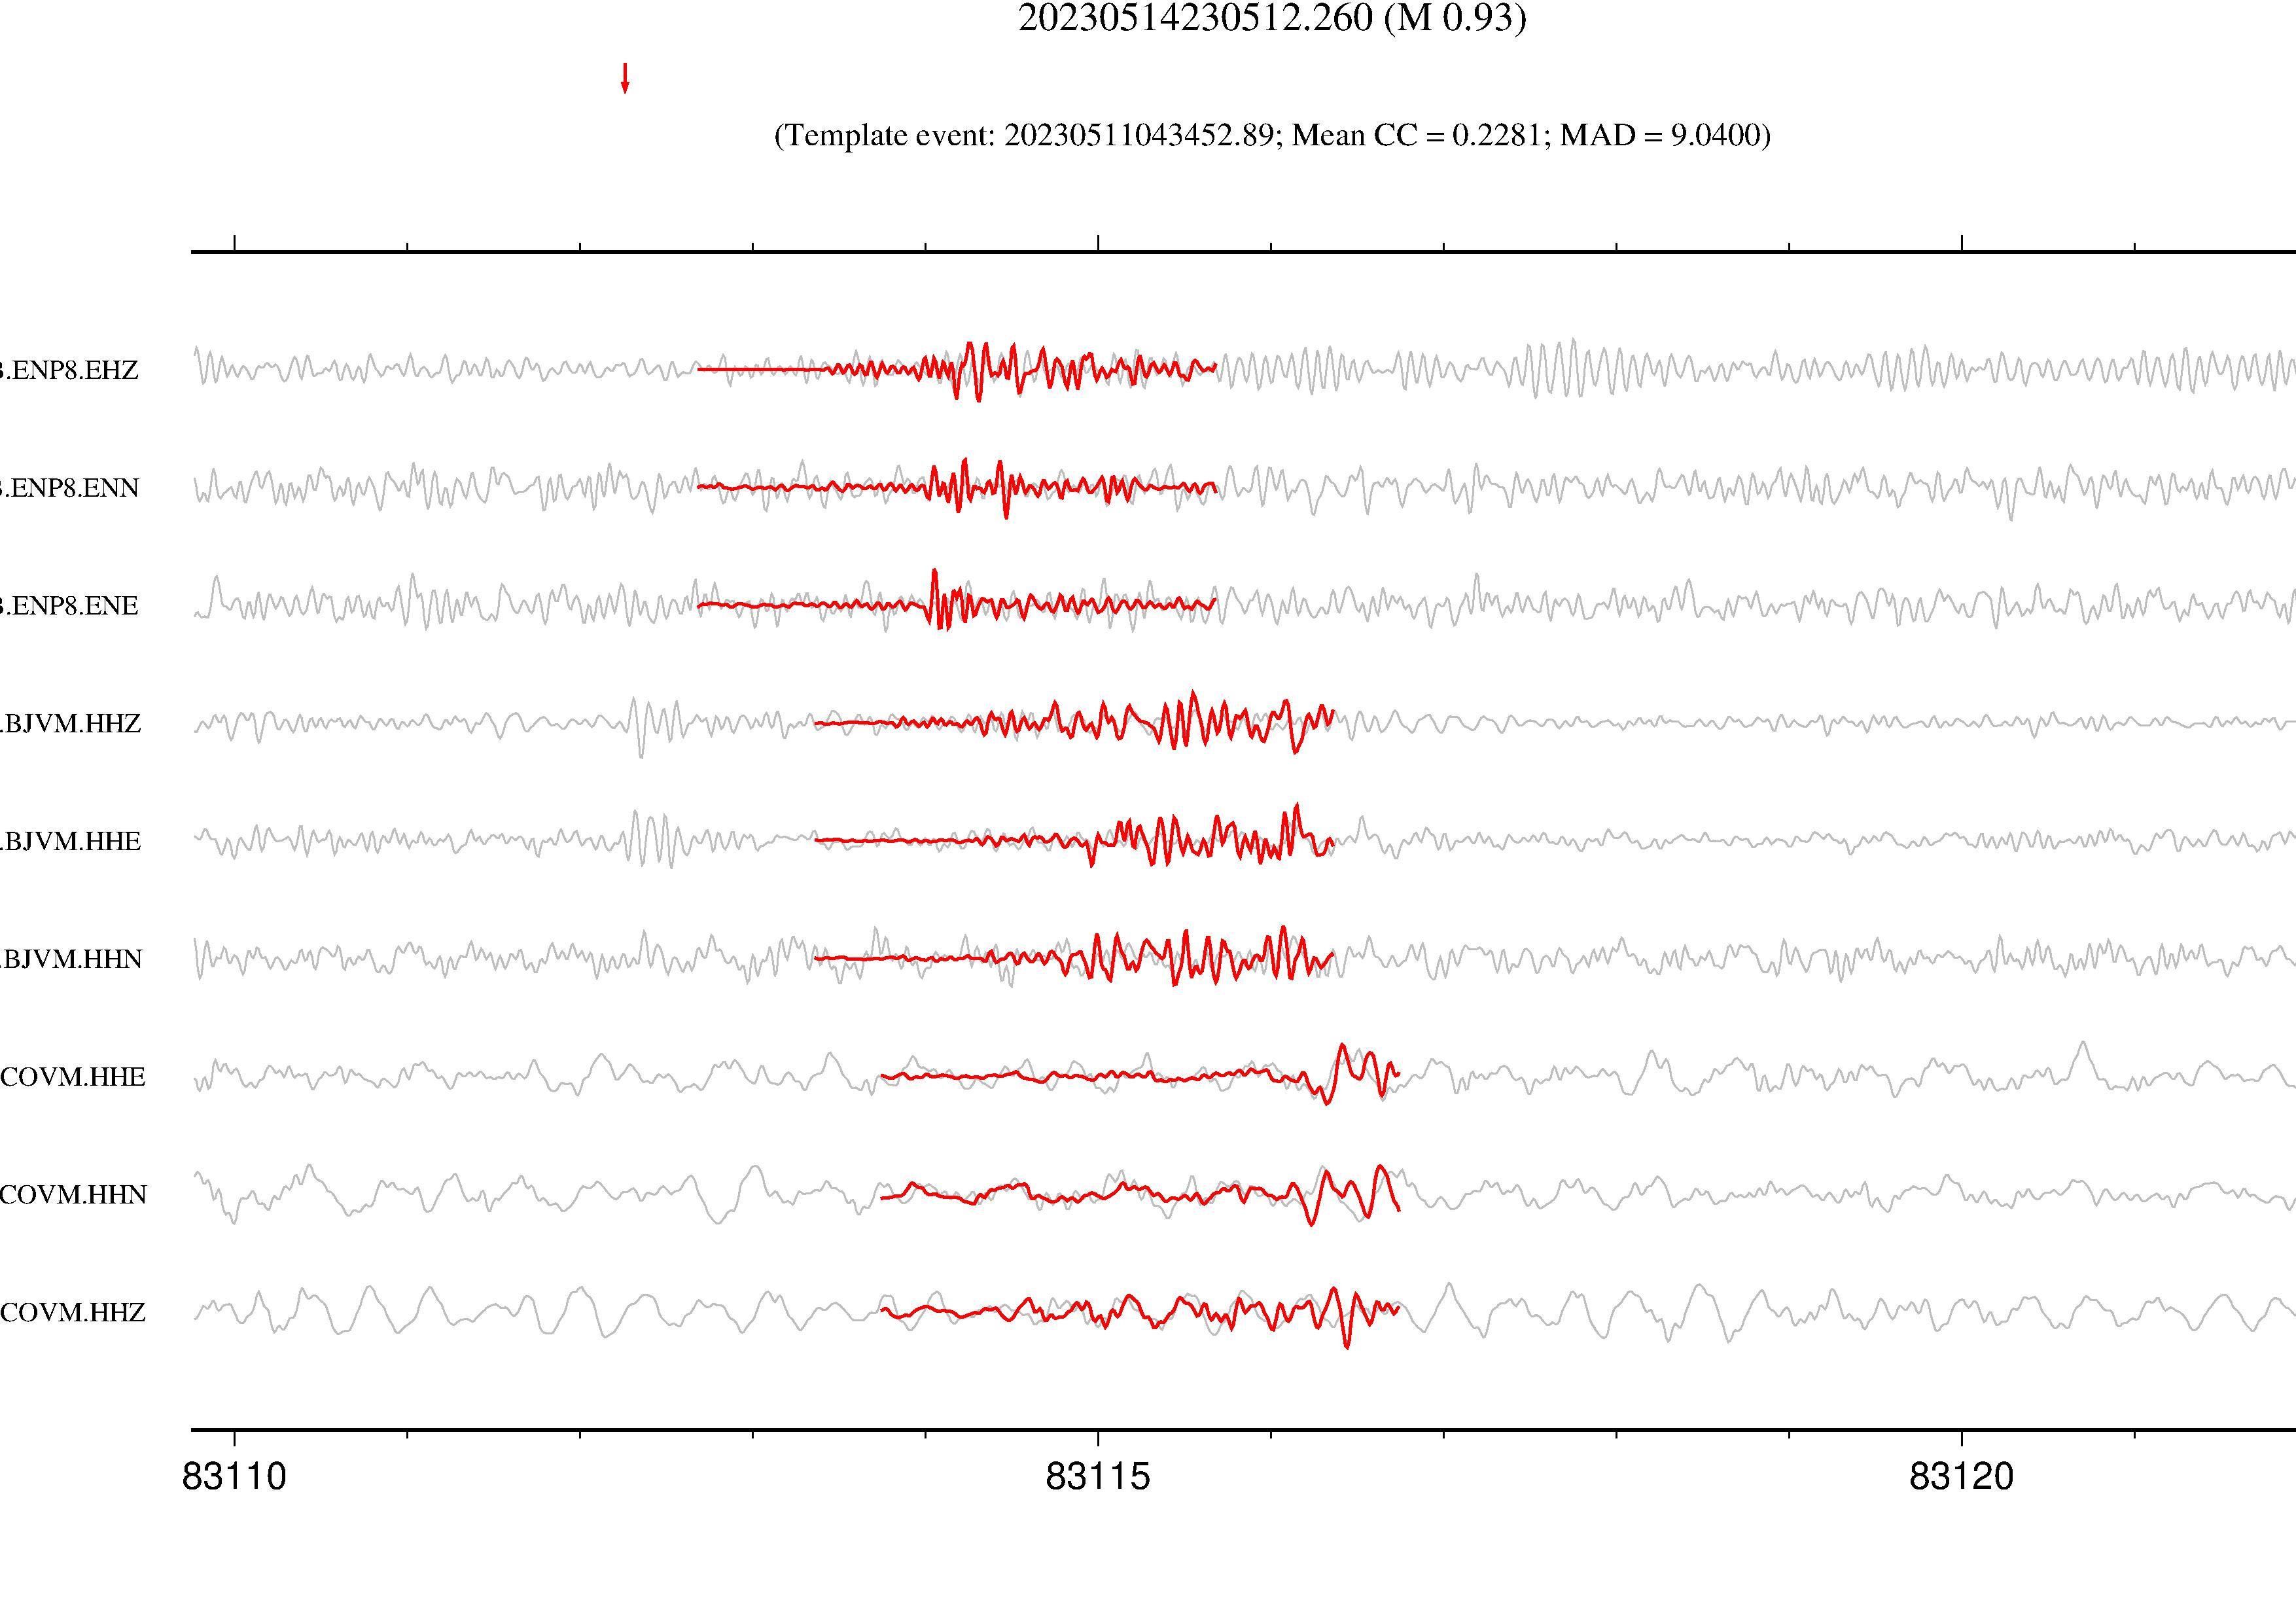 20230514230512.260 (M 0.93)
(Template event: 20230511043452.89; Mean CC = 0.2281; MAD = 9.0400)
.ENP8.EHZ
.ENP8.ENN
.ENP8.ENE
.BJVM.HHZ
.BJVM.HHE
.BJVM.HHN
COVM.HHE
COVM.HHN
COVM.HHZ
83110 83115 83120